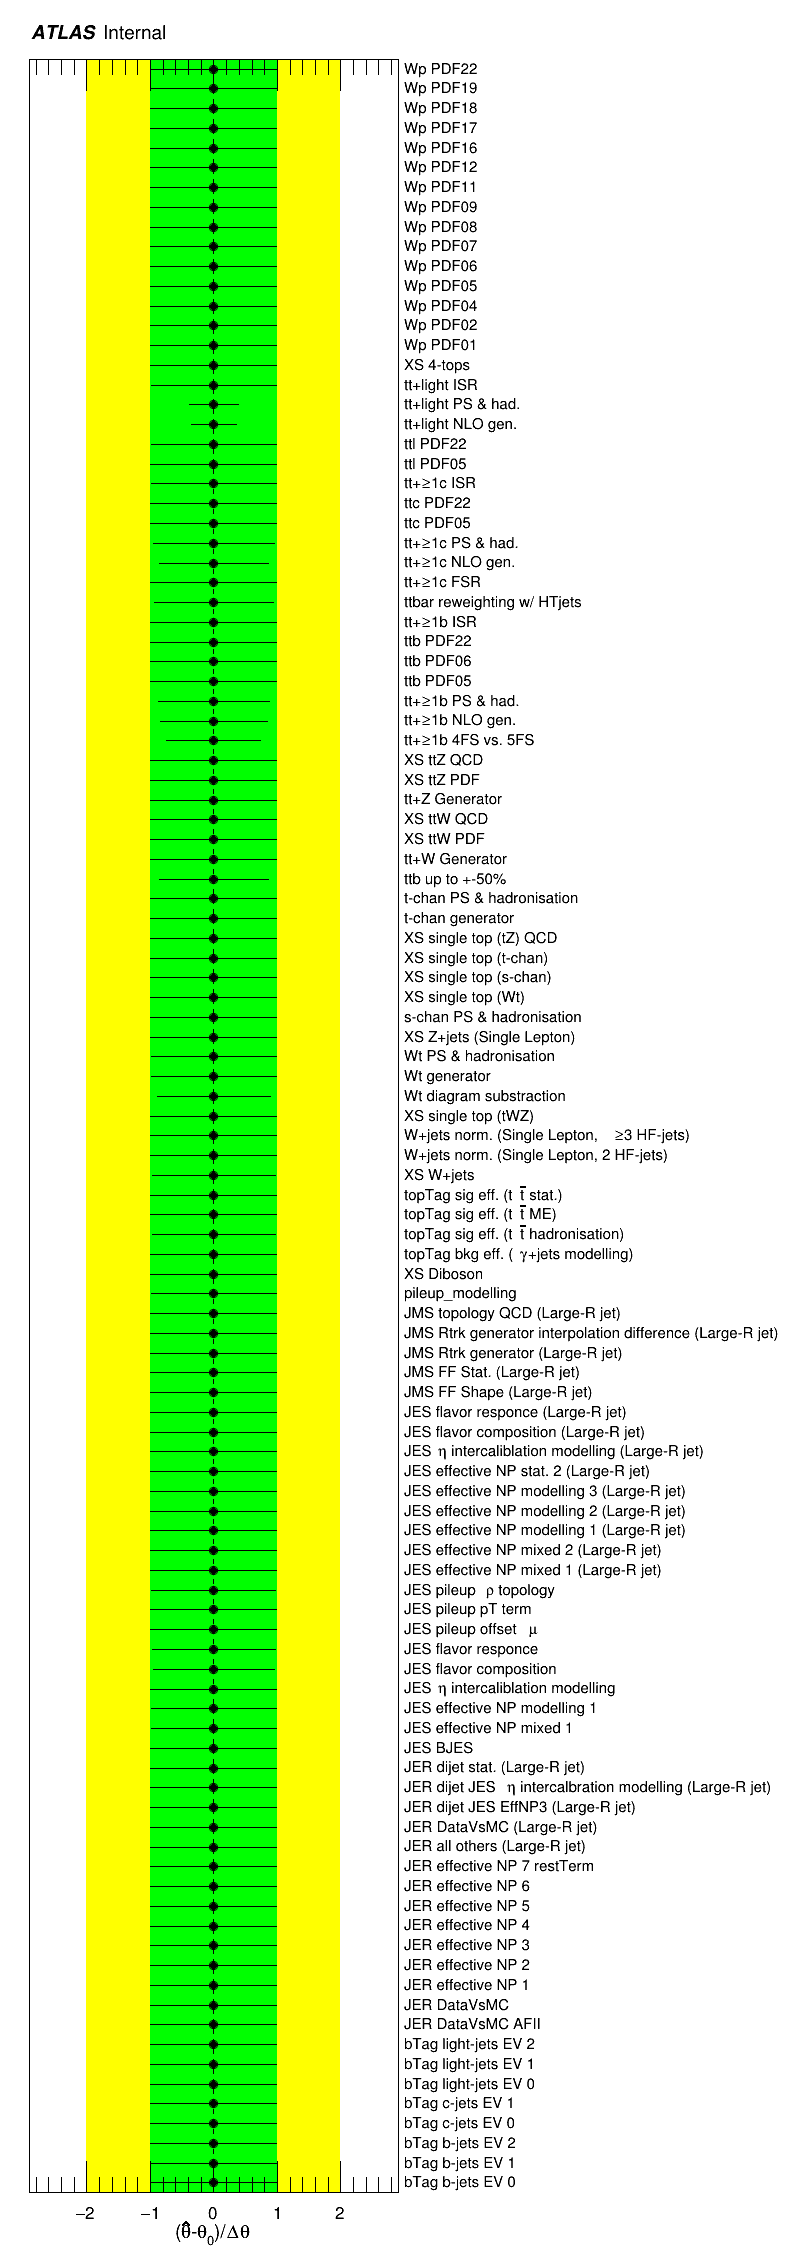 ATLAS Internal
Wp PDF22
Wp PDF19
Wp PDF18
Wp PDF17
Wp PDF16
Wp PDF12
Wp PDF11
Wp PDF09
Wp PDF08
Wp PDF07
Wp PDF06
Wp PDF05
Wp PDF04
Wp PDF02
Wp PDF01
XS 4-tops
tt+light ISR
tt+light PS & had.
tt+light NLO gen.
ttl PDF22
ttl PDF05
tt+≥1c ISR
ttc PDF22
ttc PDF05
tt+≥1c PS & had.
tt+≥1c NLO gen.
tt+≥1c FSR
ttbar reweighting w/ HTjets
tt+≥1b ISR
ttb PDF22
ttb PDF06
ttb PDF05
tt+≥1b PS & had.
tt+≥1b NLO gen.
tt+≥1b 4FS vs. 5FS
XS ttZ QCD
XS ttZ PDF
tt+Z Generator
XS ttW QCD
XS ttW PDF
tt+W Generator
ttb up to +-50%
t-chan PS & hadronisation
t-chan generator
XS single top (tZ) QCD
XS single top (t-chan)
XS single top (s-chan)
XS single top (Wt)
s-chan PS & hadronisation
XS Z+jets (Single Lepton)
Wt PS & hadronisation
Wt generator
Wt diagram substraction
XS single top (tWZ)
W+jets norm. (Single Lepton, ≥3 HF-jets)
W+jets norm. (Single Lepton, 2 HF-jets)
XS W+jets
topTag sig eff. (t t̄ stat.)
topTag sig eff. (t t̄ ME)
topTag sig eff. (t t̄ hadronisation)
topTag bkg eff. ( γ+jets modelling)
XS Diboson
pileup_modelling
JMS topology QCD (Large-R jet)
JMS Rtrk generator interpolation difference (Large-R jet)
JMS Rtrk generator (Large-R jet)
JMS FF Stat. (Large-R jet)
JMS FF Shape (Large-R jet)
JES flavor responce (Large-R jet)
JES flavor composition (Large-R jet)
JES η intercaliblation modelling (Large-R jet)
JES effective NP stat. 2 (Large-R jet)
JES effective NP modelling 3 (Large-R jet)
JES effective NP modelling 2 (Large-R jet)
JES effective NP modelling 1 (Large-R jet)
JES effective NP mixed 2 (Large-R jet)
JES effective NP mixed 1 (Large-R jet)
JES pileup ρ topology
JES pileup pT term
JES pileup offset μ
JES flavor responce
JES flavor composition
JES η intercaliblation modelling
JES effective NP modelling 1
JES effective NP mixed 1
JES BJES
JER dijet stat. (Large-R jet)
JER dijet JES η intercalbration modelling (Large-R jet)
JER dijet JES EffNP3 (Large-R jet)
JER DataVsMC (Large-R jet)
JER all others (Large-R jet)
JER effective NP 7 restTerm
JER effective NP 6
JER effective NP 5
JER effective NP 4
JER effective NP 3
JER effective NP 2
JER effective NP 1
JER DataVsMC
JER DataVsMC AFII
bTag light-jets EV 2
bTag light-jets EV 1
bTag light-jets EV 0
bTag c-jets EV 1
bTag c-jets EV 0
bTag b-jets EV 2
bTag b-jets EV 1
bTag b-jets EV 0
−2 −1 0 1 2
(θ̂-θ₀)/Δθ